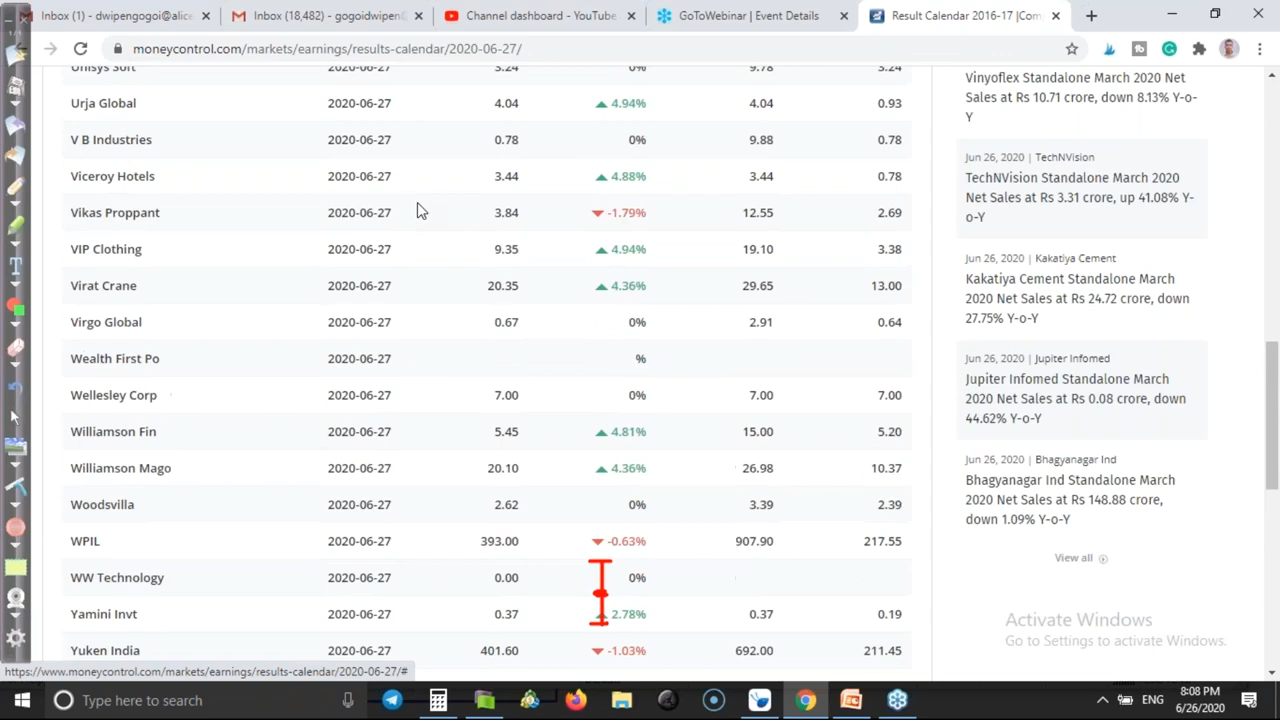 Inbox (1) - dwipengogoi@alice
Inbox (18,482) - gogoidwipen@
Channel dashboard - YouTube
GoToWebinar | Event Details
Result Calendar 2016-17 |Com
moneycontrol.com/markets/earnings/results-calendar/2020-06-27/
Unisys Soft 2020-06-27 3.24 0% 9.78 3.24
Urja Global 2020-06-27 4.04 4.94% 4.04 0.93
V B Industries 2020-06-27 0.78 0% 9.88 0.78
Viceroy Hotels 2020-06-27 3.44 4.88% 3.44 0.78
Vikas Proppant 2020-06-27 3.84 -1.79% 12.55 2.69
VIP Clothing 2020-06-27 9.35 4.94% 19.10 3.38
Virat Crane 2020-06-27 20.35 4.36% 29.65 13.00
Virgo Global 2020-06-27 0.67 0% 2.91 0.64
Wealth First Po 2020-06-27 %
Wellesley Corp 2020-06-27 7.00 0% 7.00 7.00
Williamson Fin 2020-06-27 5.45 4.81% 15.00 5.20
Williamson Mago 2020-06-27 20.10 4.36% 26.98 10.37
Woodsvilla 2020-06-27 2.62 0% 3.39 2.39
WPIL 2020-06-27 393.00 -0.63% 907.90 217.55
WW Technology 2020-06-27 0.00 0%
Yamini Invt 2020-06-27 0.37 2.78% 0.37 0.19
Yuken India 2020-06-27 401.60 -1.03% 692.00 211.45
Vinyoflex Standalone March 2020 Net
Sales at Rs 10.71 crore, down 8.13% Y-o-
Y
Jun 26, 2020 | TechNVision
TechNVision Standalone March 2020
Net Sales at Rs 3.31 crore, up 41.08% Y-
o-Y
Jun 26, 2020 | Kakatiya Cement
Kakatiya Cement Standalone March
2020 Net Sales at Rs 24.72 crore, down
27.75% Y-o-Y
Jun 26, 2020 | Jupiter Infomed
Jupiter Infomed Standalone March
2020 Net Sales at Rs 0.08 crore, down
44.62% Y-o-Y
Jun 26, 2020 | Bhagyanagar Ind
Bhagyanagar Ind Standalone March
2020 Net Sales at Rs 148.88 crore,
down 1.09% Y-o-Y
View all
Activate Windows
Go to Settings to activate Windows.
https://www.moneycontrol.com/markets/earnings/results-calendar/2020-06-27/#
Type here to search
ENG
8:08 PM
6/26/2020